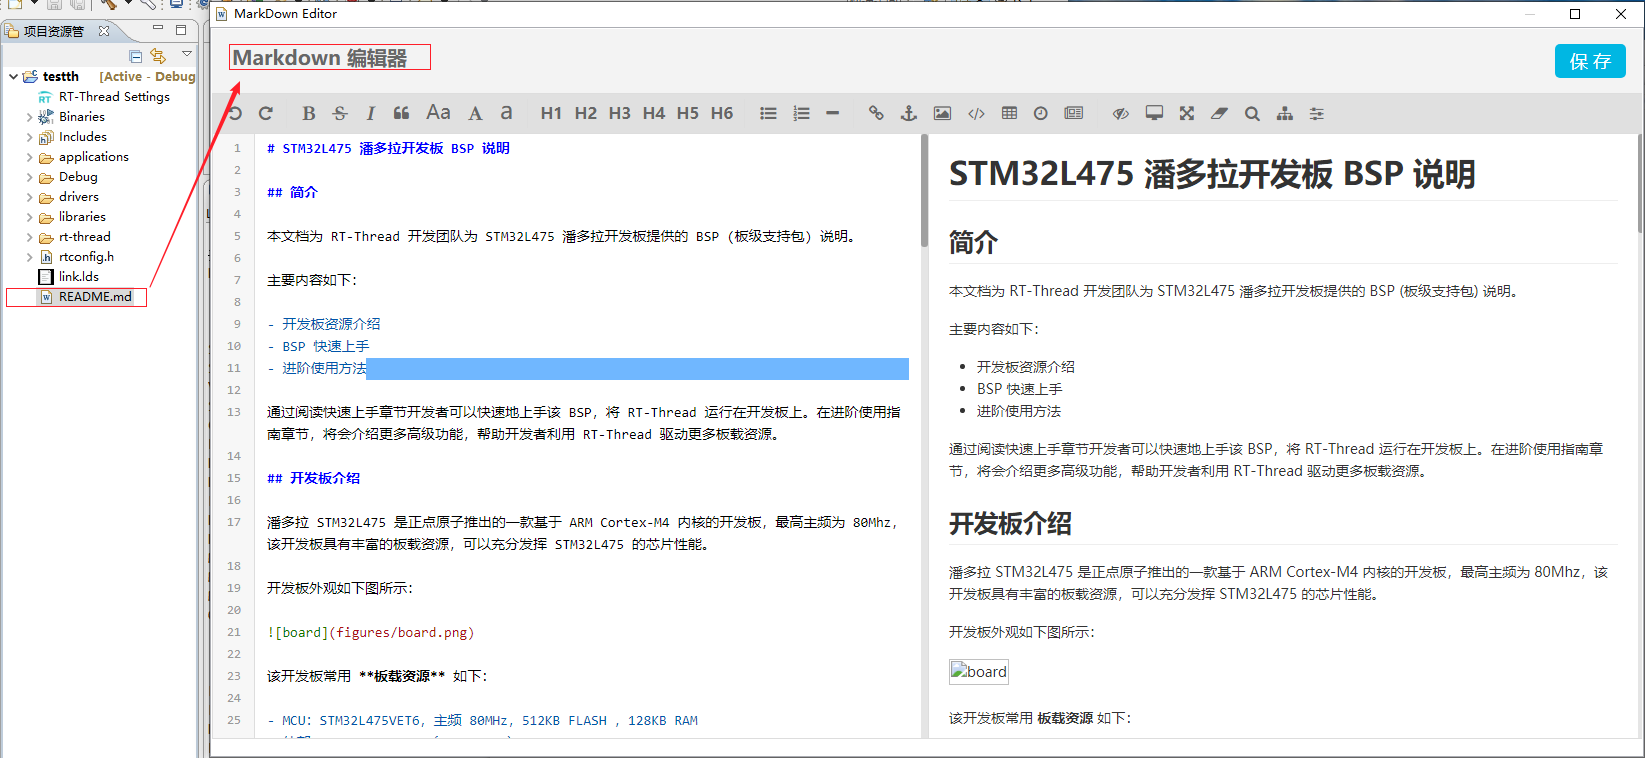 MarkDown Editor
项目资源管
testth [Active - Debug
RT-Thread Settings
Binaries
Includes
applications
Debug
drivers
libraries
rt-thread
rtconfig.h
link.lds
README.md
Markdown 编辑器
保存
B S I Aa A a H1 H2 H3 H4 H5 H6
1 # STM32L475 潘多拉开发板 BSP 说明
2
3 ## 简介
4
5 本文档为 RT-Thread 开发团队为 STM32L475 潘多拉开发板提供的 BSP (板级支持包) 说明。
6
7 主要内容如下:
8
9 - 开发板资源介绍
10 - BSP 快速上手
11 - 进阶使用方法
12
13 通过阅读快速上手章节开发者可以快速地上手该 BSP，将 RT-Thread 运行在开发板上。在进阶使用指
南章节，将会介绍更多高级功能，帮助开发者利用 RT-Thread 驱动更多板载资源。
14
15 ## 开发板介绍
16
17 潘多拉 STM32L475 是正点原子推出的一款基于 ARM Cortex-M4 内核的开发板，最高主频为 80Mhz，
该开发板具有丰富的板载资源，可以充分发挥 STM32L475 的芯片性能。
18
19 开发板外观如下图所示:
20
21 ![board](figures/board.png)
22
23 该开发板常用 **板载资源** 如下:
24
25 - MCU: STM32L475VET6, 主频 80MHz, 512KB FLASH , 128KB RAM
STM32L475 潘多拉开发板 BSP 说明
简介
本文档为 RT-Thread 开发团队为 STM32L475 潘多拉开发板提供的 BSP (板级支持包) 说明。
主要内容如下:
• 开发板资源介绍
• BSP 快速上手
• 进阶使用方法
通过阅读快速上手章节开发者可以快速地上手该 BSP，将 RT-Thread 运行在开发板上。在进阶使用指南章
节，将会介绍更多高级功能，帮助开发者利用 RT-Thread 驱动更多板载资源。
开发板介绍
潘多拉 STM32L475 是正点原子推出的一款基于 ARM Cortex-M4 内核的开发板，最高主频为 80Mhz，该
开发板具有丰富的板载资源，可以充分发挥 STM32L475 的芯片性能。
开发板外观如下图所示:
board
该开发板常用 板载资源 如下: